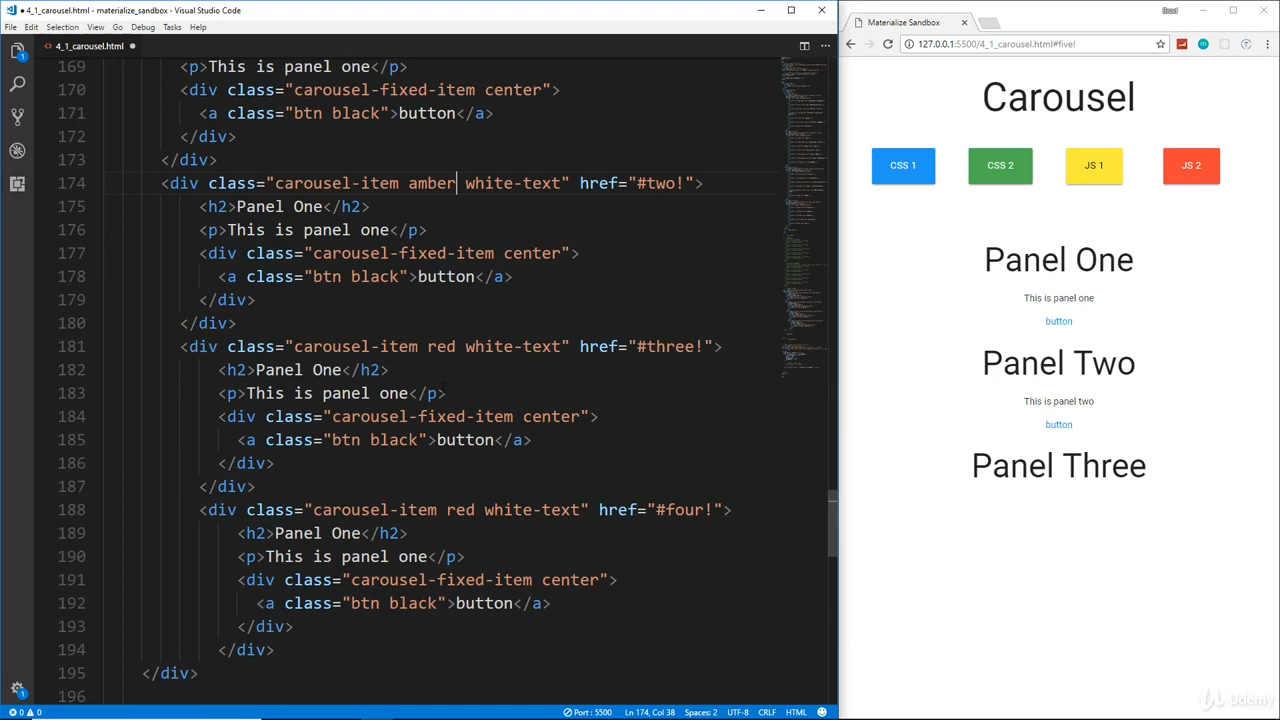 ● 4_1_carousel.html - Visual Studio Code
File Edit Selection View Go Debug Tasks Help
4_1_carousel.html
169 <p>This is panel one</p>
170 <div class="carousel-fixed-item center">
171 <a class="btn black">button</a>
172 </div>
173 </div>
174 <div class="carousel-item amber white-text" href="#two!">
175 <h2>Panel One</h2>
176 <p>This is panel one</p>
177 <div class="carousel-fixed-item center">
178 <a class="btn black">button</a>
179 </div>
180 </div>
181 <div class="carousel-item red white-text" href="#three!">
182 <h2>Panel One</h2>
183 <p>This is panel one</p>
184 <div class="carousel-fixed-item center">
185 <a class="btn black">button</a>
186 </div>
187 </div>
188 <div class="carousel-item red white-text" href="#four!">
189 <h2>Panel One</h2>
190 <p>This is panel one</p>
191 <div class="carousel-fixed-item center">
192 <a class="btn black">button</a>
193 </div>
194 </div>
195 </div>
196
1
1
0 0
Port : 5500 Ln 174, Col 38 Spaces: 2 UTF-8 CRLF HTML
Materialize Sandbox
Brad
127.0.0.1:5500/4_1_carousel.html#five!
Carousel
CSS 1 CSS 2 JS 1 JS 2
Panel One
This is panel one
button
Panel Two
This is panel two
button
Panel Three
Udemy